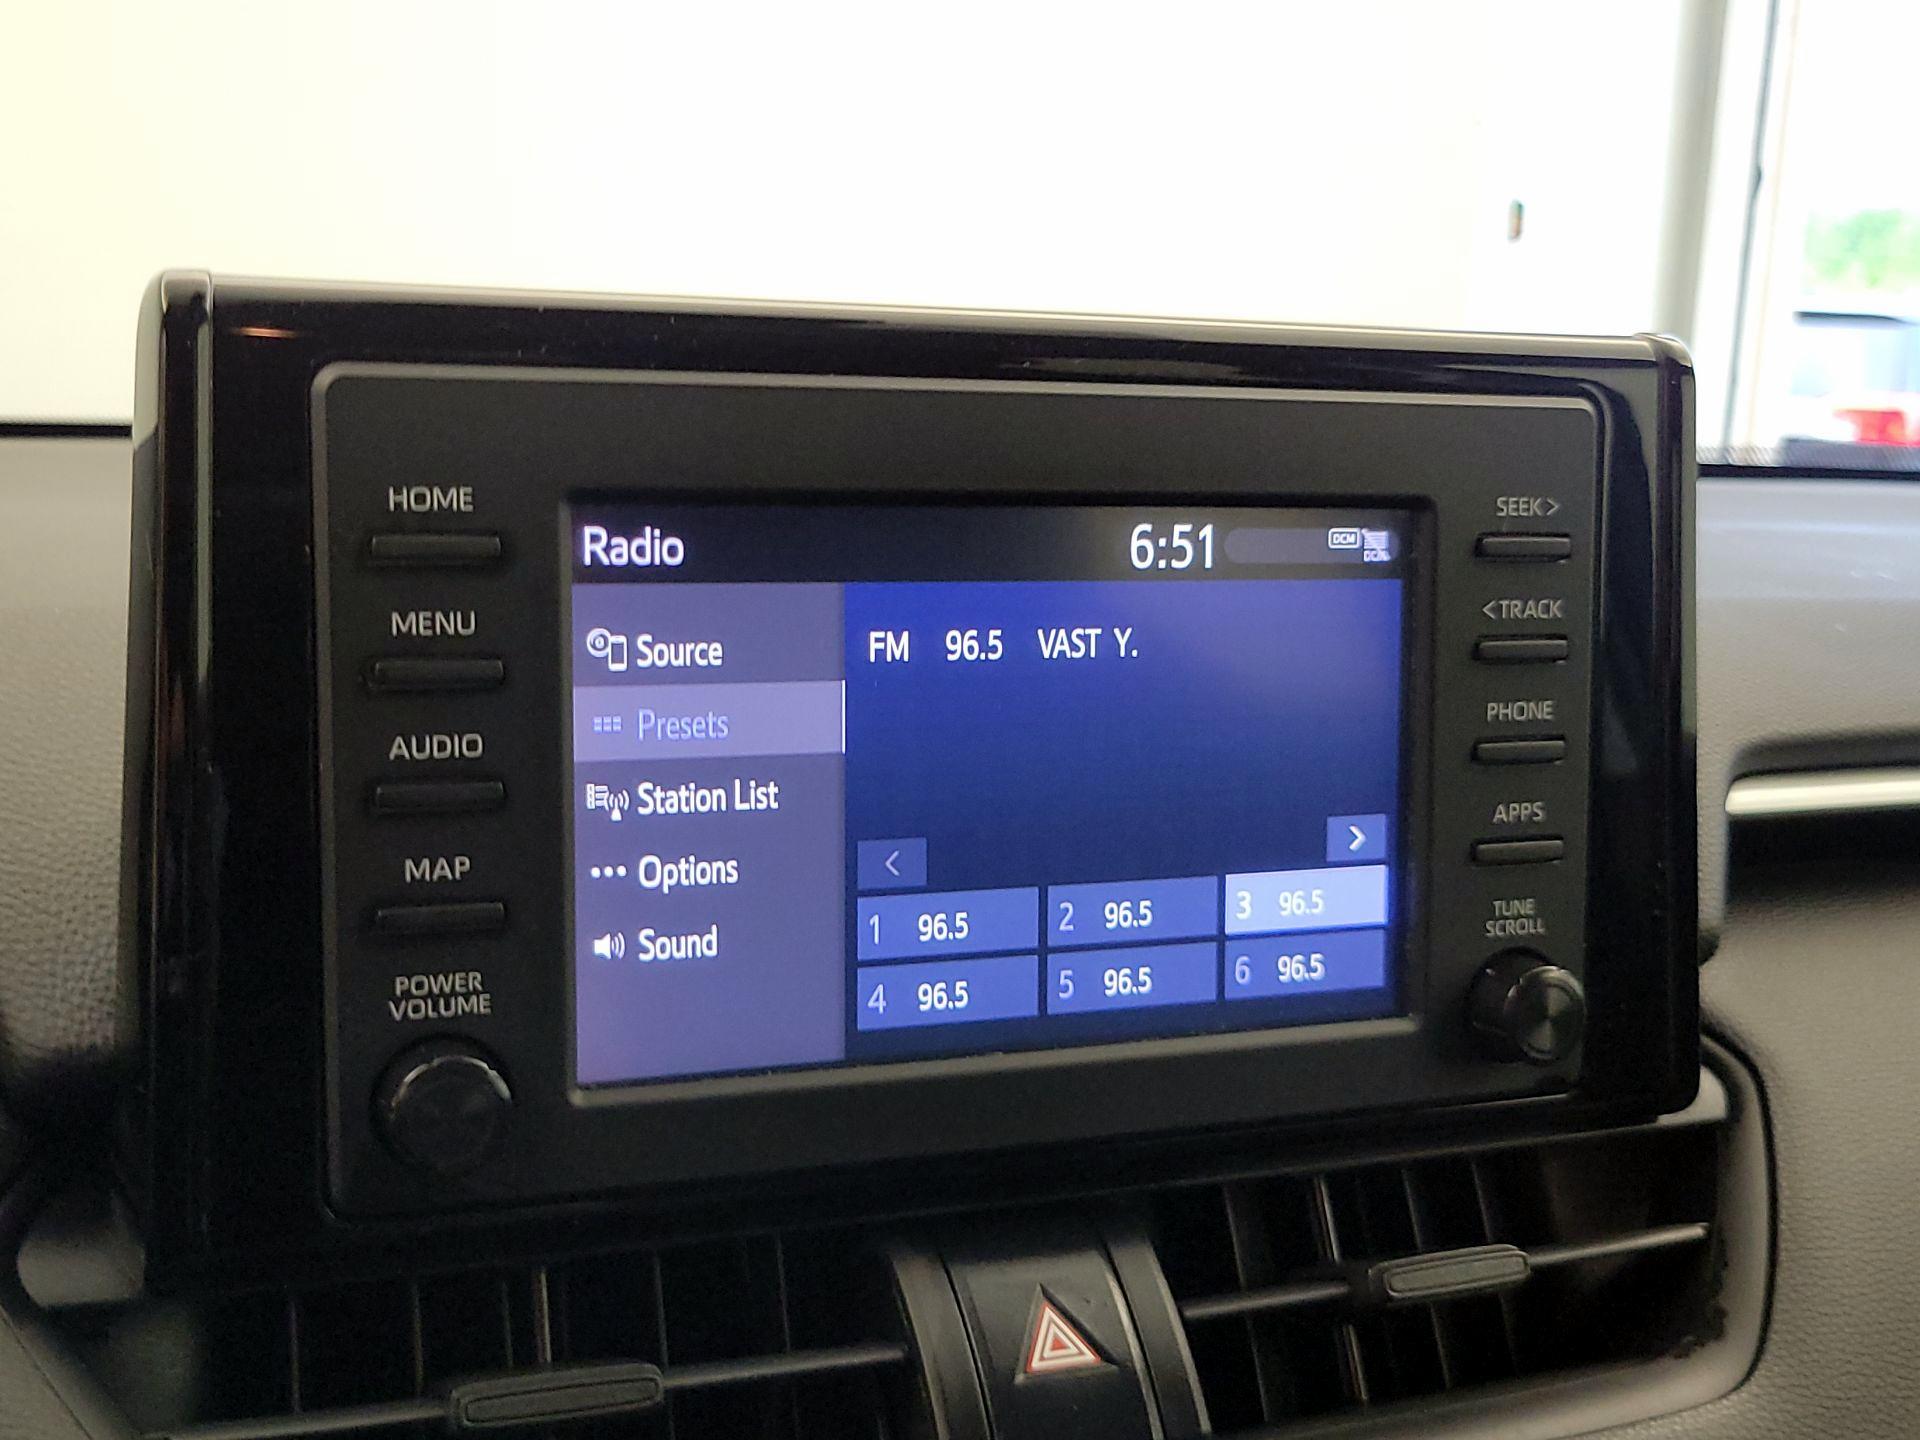 HOME
MENU
AUDIO
MAP
POWER
VOLUME
Radio
6:51
DCM
Source
Presets
Station List
Options
Sound
FM 96.5 VAST Y.
<
>
1 96.5
2 96.5
3 96.5
4 96.5
5 96.5
6 96.5
SEEK>
<TRACK
PHONE
APPS
TUNE
SCROLL